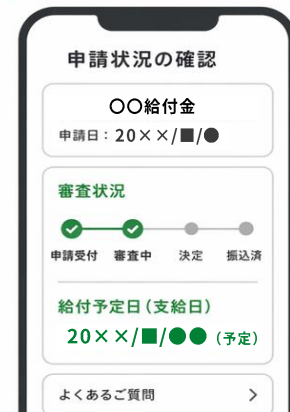 申請状況の確認
〇〇給付金
申請日：20××/■/●
審査状況
申請受付 審査中 決定 振込済
給付予定日（支給日）
20××/■/●●（予定）
よくあるご質問